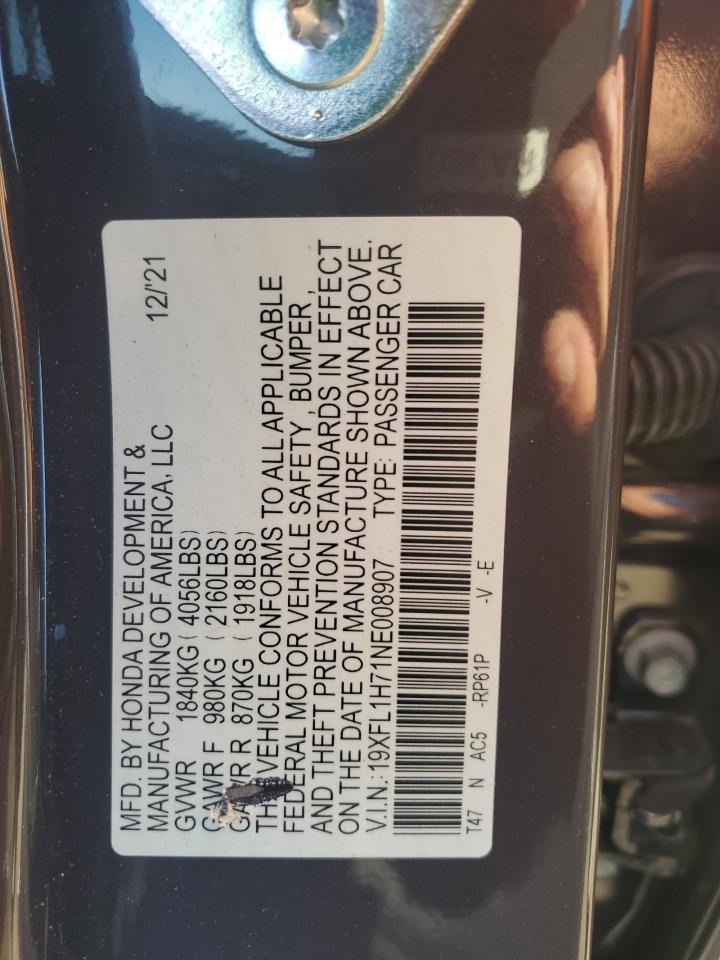 MFD. BY HONDA DEVELOPMENT &
MANUFACTURING OF AMERICA, LLC 12/'21
GVWR 1840KG ( 4056LBS)
GAWR F 980KG ( 2160LBS)
GAWR R 870KG ( 1918LBS)
THIS VEHICLE CONFORMS TO ALL APPLICABLE
FEDERAL MOTOR VEHICLE SAFETY, BUMPER,
AND THEFT PREVENTION STANDARDS IN EFFECT
ON THE DATE OF MANUFACTURE SHOWN ABOVE.
V.I.N.: 19XFL1H71NE008907 TYPE: PASSENGER CAR
T47 N AC5 -RP61P -V -E